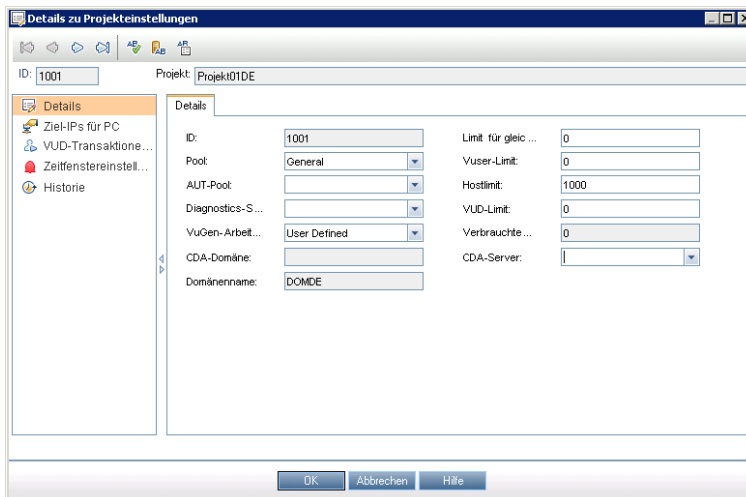 Details zu Projekteinstellungen
ID: 1001 Projekt: Projekt01DE
Details
Ziel-IPs für PC
VUD-Transaktione...
Zeitfenstereinstell...
Historie
Details
ID: 1001 Limit für gleic ... 0
Pool: General Vuser-Limit: 0
AUT-Pool: Hostlimit: 1000
Diagnostics-S... VUD-Limit: 0
VuGen-Arbeit... User Defined Verbrauchte ... 0
CDA-Domäne: CDA-Server:
Domänenname: DOMDE
OK Abbrechen Hilfe